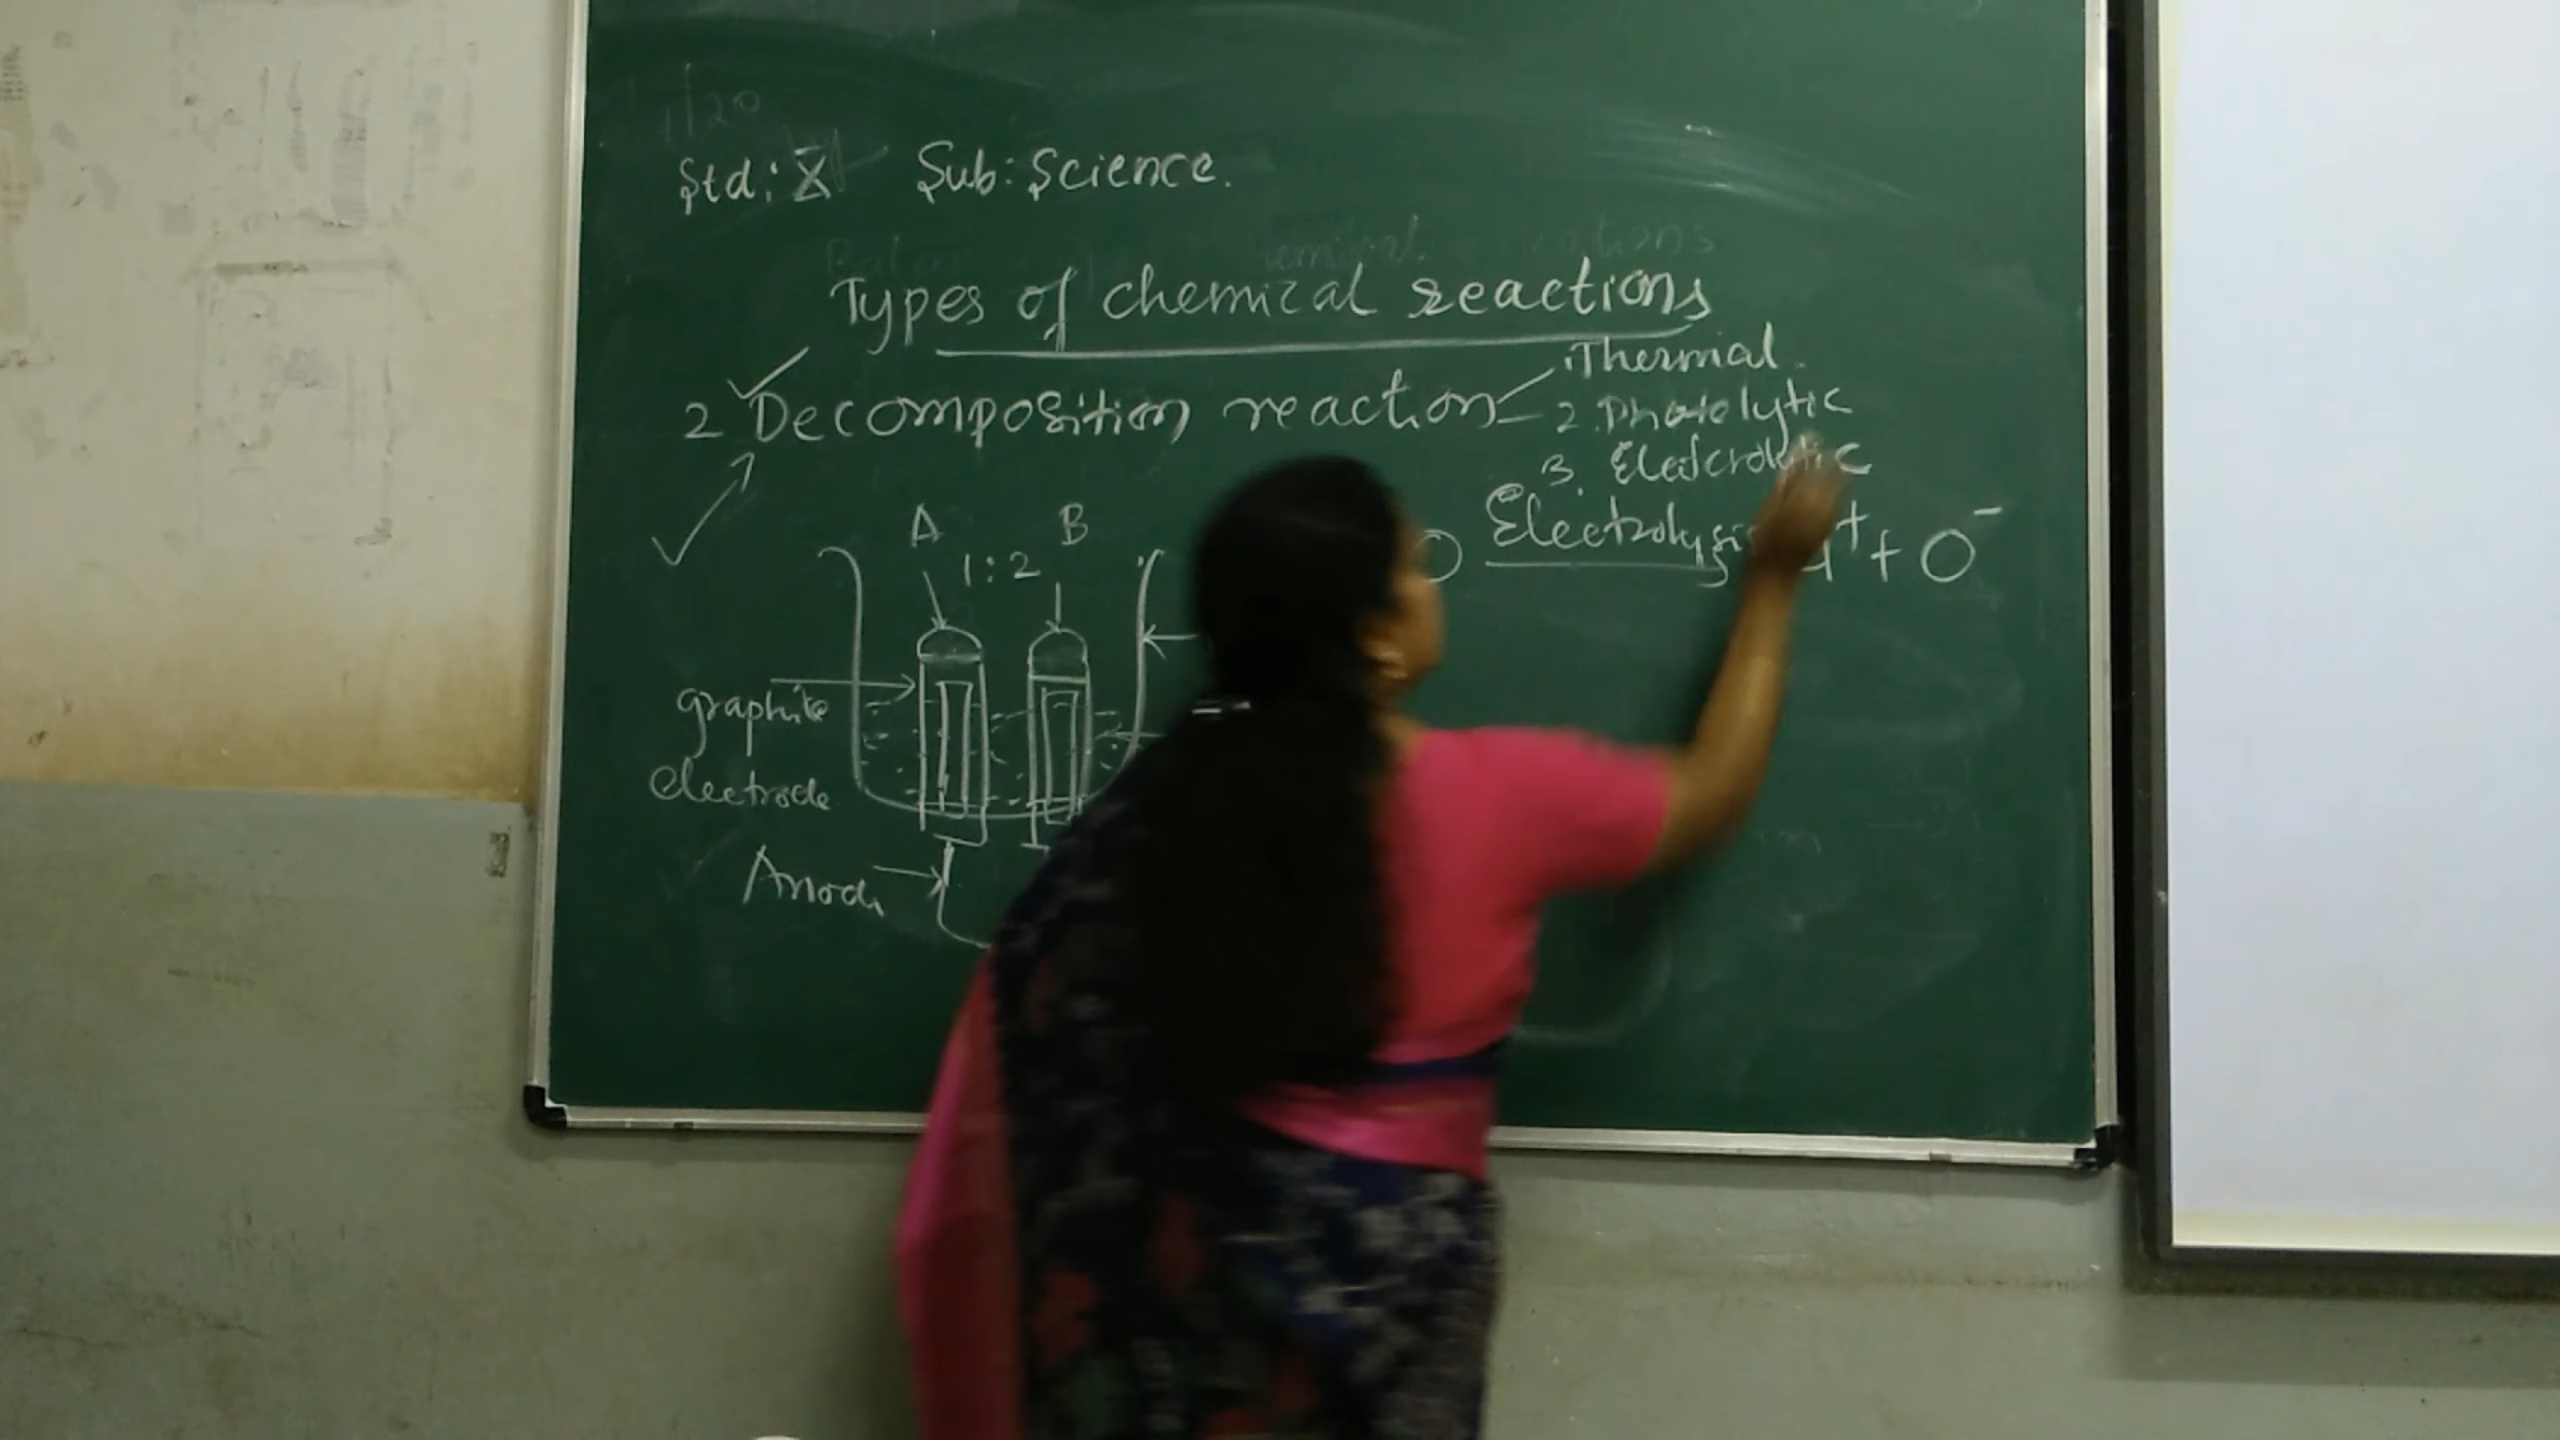 Std: X Sub: Science.
Types of chemical reactions
2 Decomposition reaction
1. Thermal
2. Photolytic
3. Electrolytic
A B
1:2
O Electrolysis + O⁻
graphite
electrode
Anode